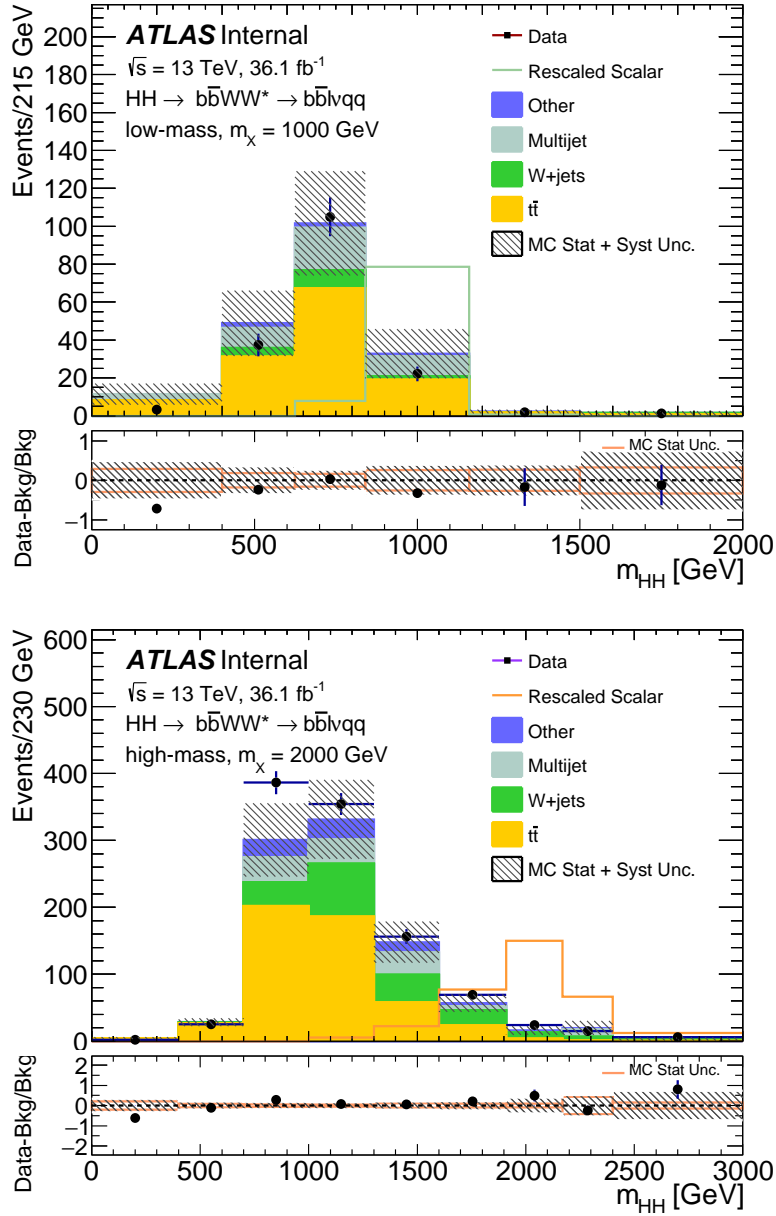 Events/215 GeV
200
180
160
140
120
100
80
60
40
20
0
ATLAS Internal
√s = 13 TeV, 36.1 fb⁻¹
HH → bb̄WW* → bb̄lνqq
low-mass, mX = 1000 GeV
Data
Rescaled Scalar
Other
Multijet
W+jets
tt̄
MC Stat + Syst Unc.
Data-Bkg/Bkg
1
0
−1
MC Stat Unc.
0 500 1000 1500 2000
mHH [GeV]
Events/230 GeV
600
500
400
300
200
100
0
ATLAS Internal
√s = 13 TeV, 36.1 fb⁻¹
HH → bb̄WW* → bb̄lνqq
high-mass, mX = 2000 GeV
Data
Rescaled Scalar
Other
Multijet
W+jets
tt̄
MC Stat + Syst Unc.
Data-Bkg/Bkg
2
1
0
−1
−2
MC Stat Unc.
0 500 1000 1500 2000 2500 3000
mHH [GeV]